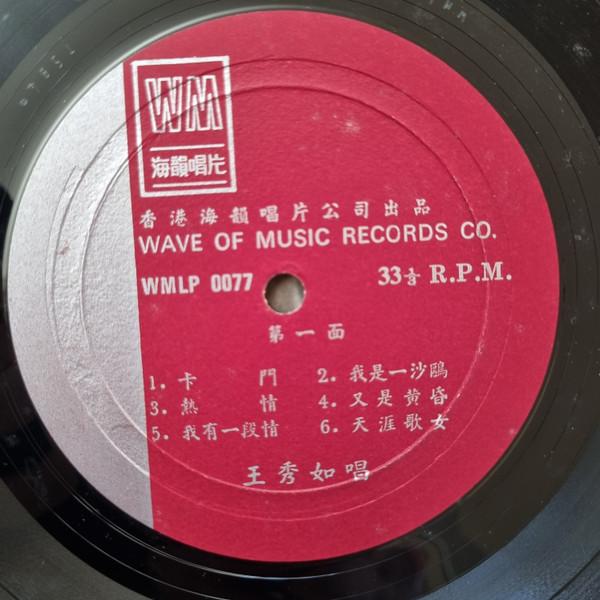 WM
海韻唱片
香港海韻唱片公司出品
WAVE OF MUSIC RECORDS CO.
WMLP 0077 33⅓ R.P.M.
第一面
1. 卡門 2. 我是一沙鷗
3. 熱情 4. 又是黄昏
5. 我有一段情 6. 天涯歌女
王秀如唱